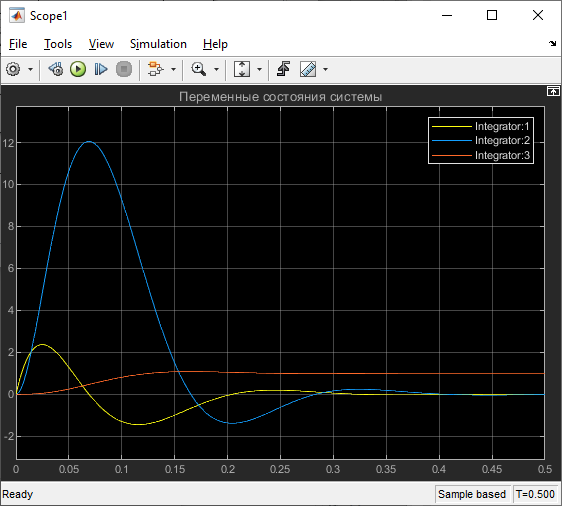 Scope1
File Tools View Simulation Help
Переменные состояния системы
Integrator:1
Integrator:2
Integrator:3
12
10
8
6
4
2
0
-2
0 0.05 0.1 0.15 0.2 0.25 0.3 0.35 0.4 0.45 0.5
Ready Sample based T=0.500